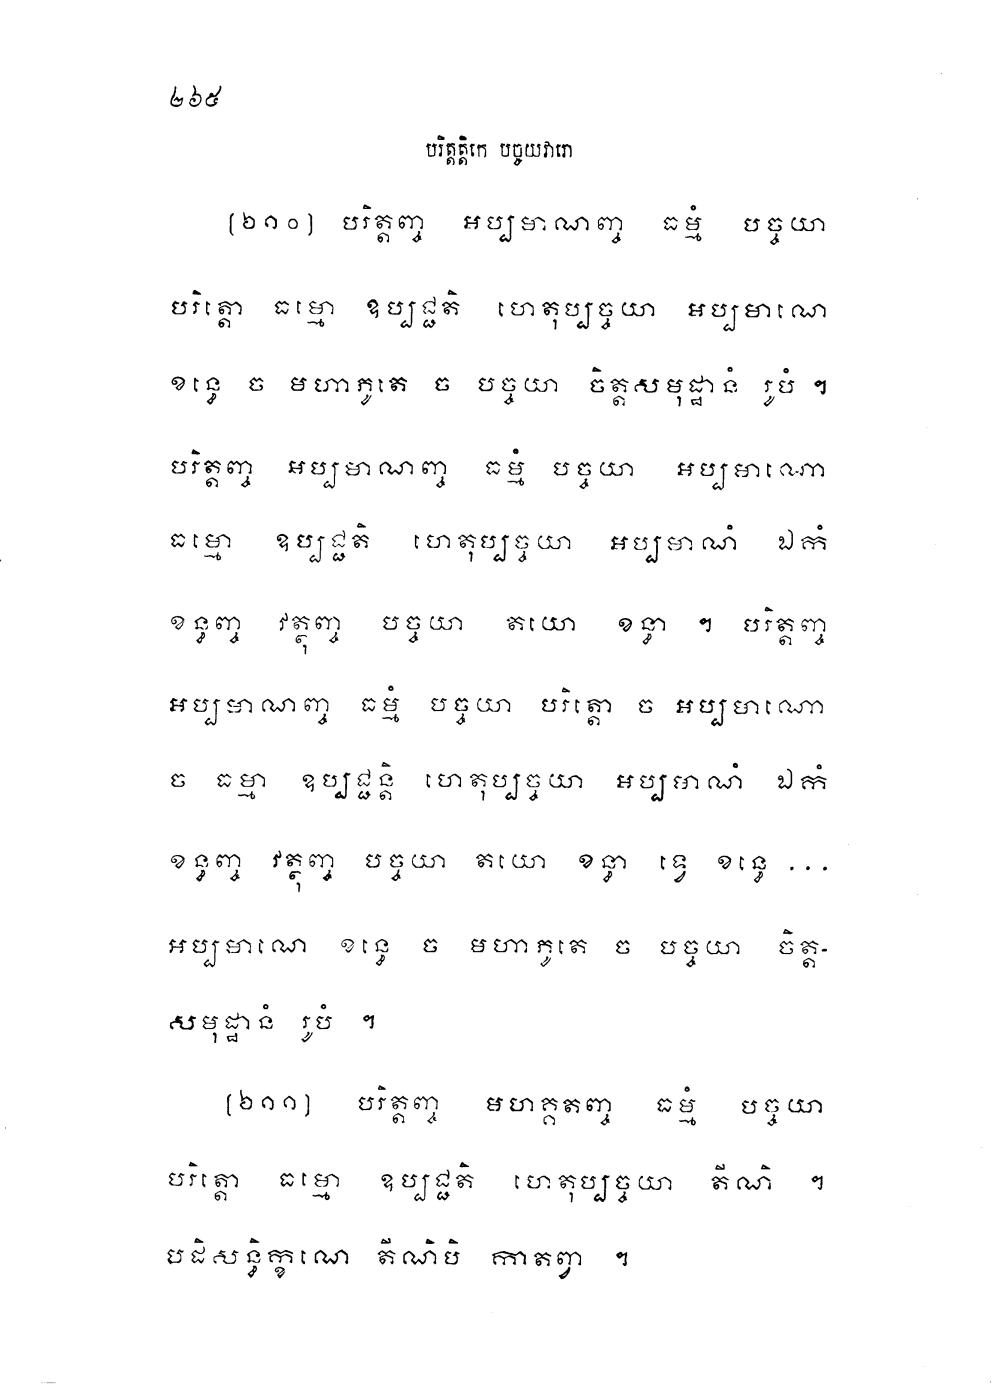 ២៦៥
បរិត្តត្តិកេ បច្ចយវារោ
[២១០] បរិត្តញ្ច អប្បមាណញ្ច ធម្មំ បច្ចយា
បរិត្តោ ធម្មោ ឧប្បជ្ជតិ ហេតុប្បច្ចយា អប្បមាណេ
ខន្ធេ ច មហាភូតេ ច បច្ចយា ចិត្តសមុដ្ឋានំ រូបំ ។
បរិត្តញ្ច អប្បមាណញ្ច ធម្មំ បច្ចយា អប្បមាណោ
ធម្មោ ឧប្បជ្ជតិ ហេតុប្បច្ចយា អប្បមាណំ ឯកំ
ខន្ធញ្ច វត្ថុញ្ច បច្ចយា តយោ ខន្ធា ។ បរិត្តញ្ច
អប្បមាណញ្ច ធម្មំ បច្ចយា បរិត្តោ ច អប្បមាណោ
ច ធម្មា ឧប្បជ្ជន្តិ ហេតុប្បច្ចយា អប្បមាណំ ឯកំ
ខន្ធញ្ច វត្ថុញ្ច បច្ចយា តយោ ខន្ធា ទ្វេ ខន្ធេ ...
អប្បមាណេ ខន្ធេ ច មហាភូតេ ច បច្ចយា ចិត្ត-
សមុដ្ឋានំ រូបំ ។
[២១១] បរិត្តញ្ច មហគ្គតញ្ច ធម្មំ បច្ចយា
បរិត្តោ ធម្មោ ឧប្បជ្ជតិ ហេតុប្បច្ចយា តីណិ ។
បដិសន្ធិក្ខណេ តីណិបិ កាតព្វា ។